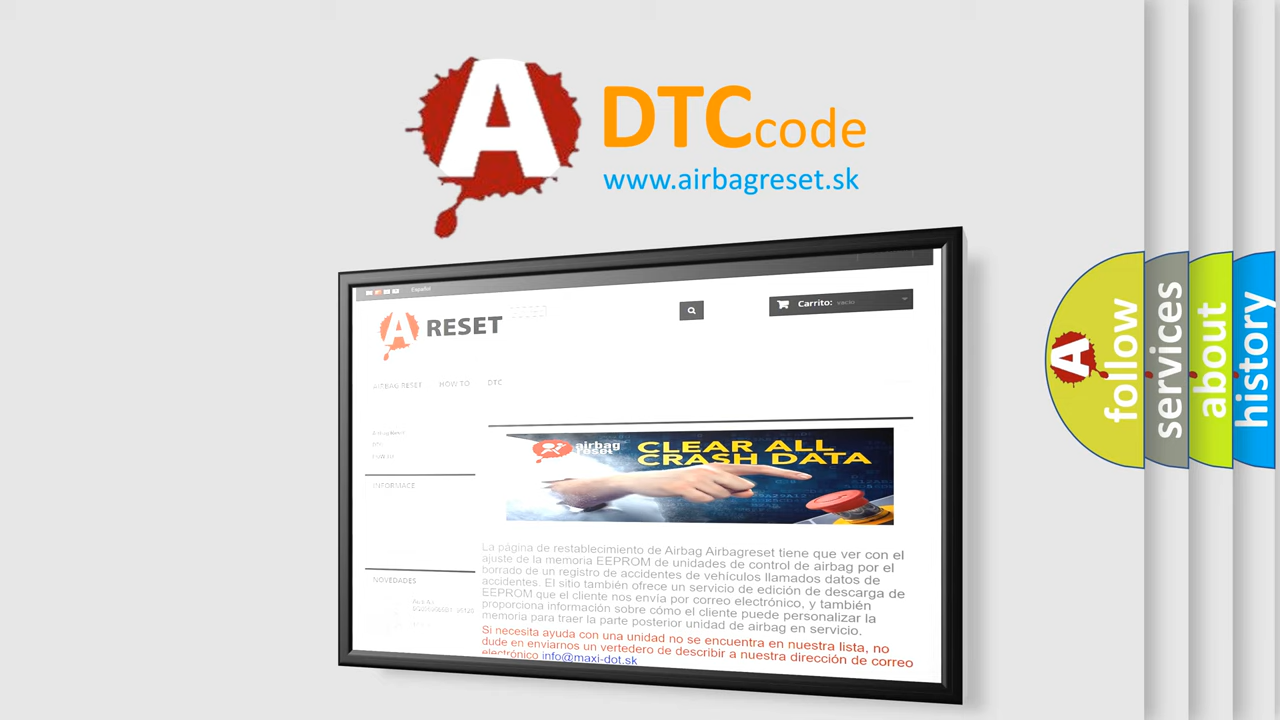 A DTCcode
www.airbagreset.sk
Español
A RESET
Carrito: vacío
AIRBAG RESET HOW TO DTC
INFORMACE
airbag
reset
CLEAR ALL
CRASH DATA
La página de restablecimiento de Airbag Airbagreset tiene que ver con el
ajuste de la memoria EEPROM de unidades de control de airbag por el
borrado de un registro de accidentes de vehículos llamados datos de
accidentes. El sitio también ofrece un servicio de edición de descarga de
EEPROM que el cliente nos envía por correo electrónico, y también
proporciona información sobre cómo el cliente puede personalizar la
memoria para traer la parte posterior unidad de airbag en servicio.
Si necesita ayuda con una unidad no se encuentra en nuestra lista, no
dude en enviarnos un vertedero de describir a nuestra dirección de correo
electrónico info@maxi-dot.sk
NOVEDADES
A
follow
services
about
history